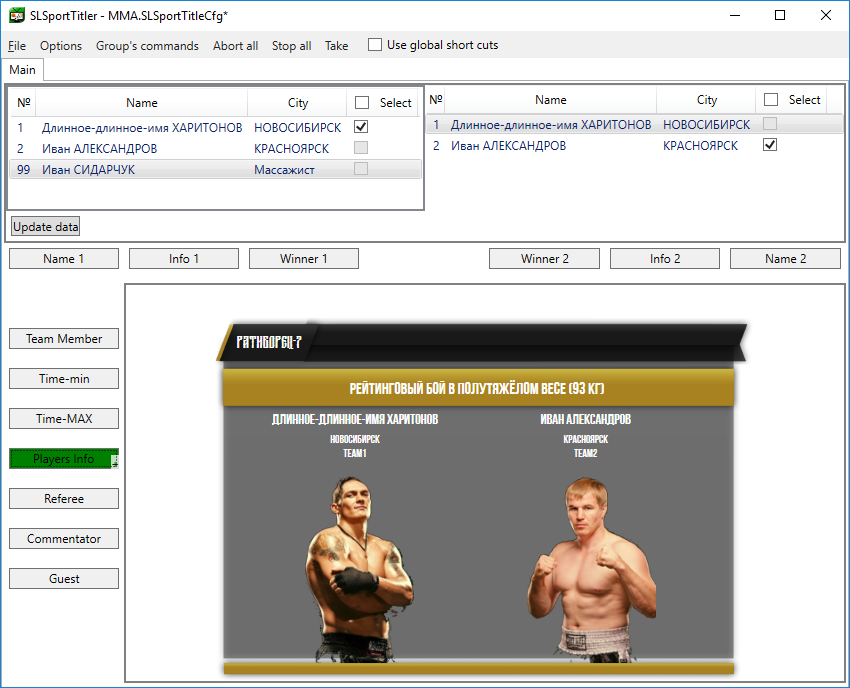 SLSportTitler - MMA.SLSportTitleCfg*
File Options Group's commands Abort all Stop all Take Use global short cuts
Main
№ Name City Select
1 Длинное-длинное-имя ХАРИТОНОВ НОВОСИБИРСК
2 Иван АЛЕКСАНДРОВ КРАСНОЯРСК
99 Иван СИДАРЧУК Массажист
№ Name City Select
1 Длинное-длинное-имя ХАРИТОНОВ НОВОСИБИРСК
2 Иван АЛЕКСАНДРОВ КРАСНОЯРСК
Update data
Name 1 Info 1 Winner 1 Winner 2 Info 2 Name 2
Team Member
Time-min
Time-MAX
Players Info
Referee
Commentator
Guest
РАТНБОРЕЦ-7
РЕЙТИНГОВЫЙ БОЙ В ПОЛУТЯЖЁЛОМ ВЕСЕ (93 КГ)
ДЛИННОЕ-ДЛИННОЕ-ИМЯ ХАРИТОНОВ ИВАН АЛЕКСАНДРОВ
НОВОСИБИРСК КРАСНОЯРСК
TEAM1 TEAM2